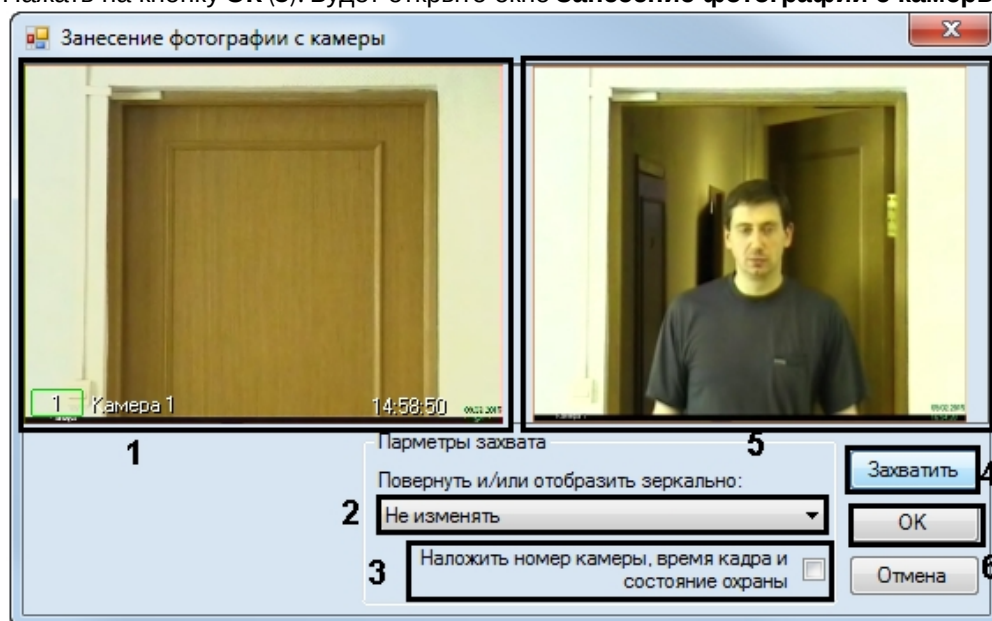 Нажать на кнопку ОК (3). Будет открыто окно Занесение фотографии с камеры
Занесение фотографии с камеры
1 Камера 1 14:58:50
1
5
Парметры захвата
Повернуть и/или отобразить зеркально:
2 Не изменять
3 Наложить номер камеры, время кадра и
состояние охраны
Захватить 4
OK
Отмена 6